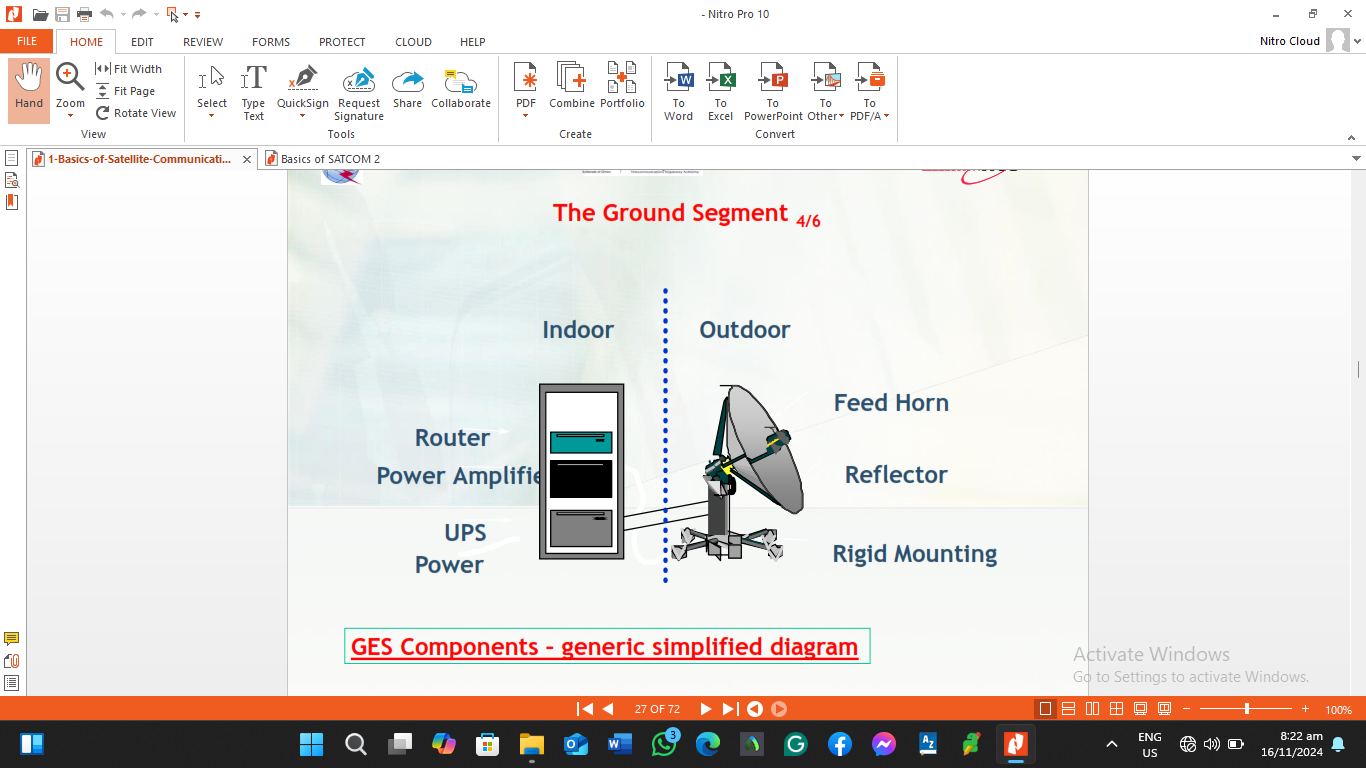 - Nitro Pro 10
FILE HOME EDIT REVIEW FORMS PROTECT CLOUD HELP
Nitro Cloud
Hand
Zoom
Fit Width
Fit Page
Rotate View
View
Select
Type
Text
QuickSign
Request
Signature
Share
Collaborate
Tools
PDF
Combine
Portfolio
Create
To
Word
To
Excel
To
PowerPoint
To
Other
To
PDF/A
Convert
1-Basics-of-Satellite-Communicati...
Basics of SATCOM 2
The Ground Segment 4/6
Indoor
Outdoor
Feed Horn
Router
Power Amplifie
Reflector
UPS
Power
Rigid Mounting
GES Components - generic simplified diagram
Activate Windows
Go to Settings to activate Windows.
27 OF 72
100%
3
ENG
US
8:22 am
16/11/2024